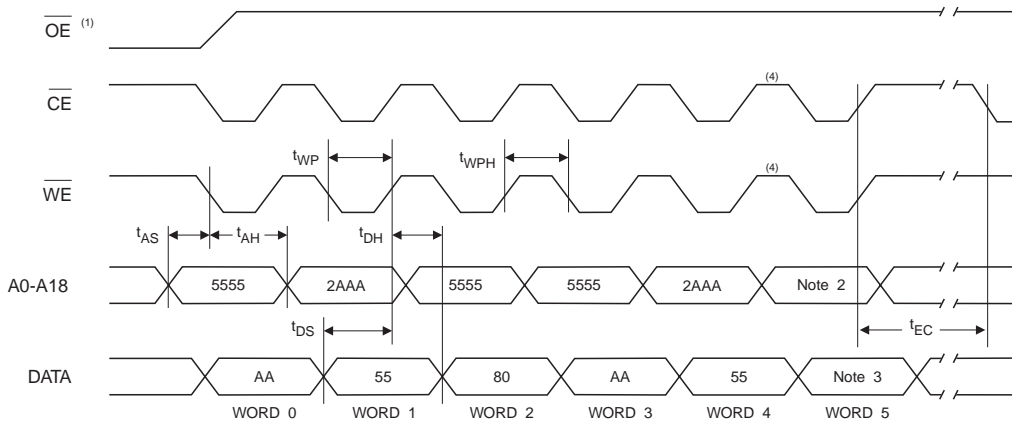 OE (1)
CE
(4)
tWP
tWPH
WE
(4)
tAS
tAH
tDH
A0-A18
5555
2AAA
5555
5555
2AAA
Note 2
tDS
tEC
DATA
AA
55
80
AA
55
Note 3
WORD 0
WORD 1
WORD 2
WORD 3
WORD 4
WORD 5